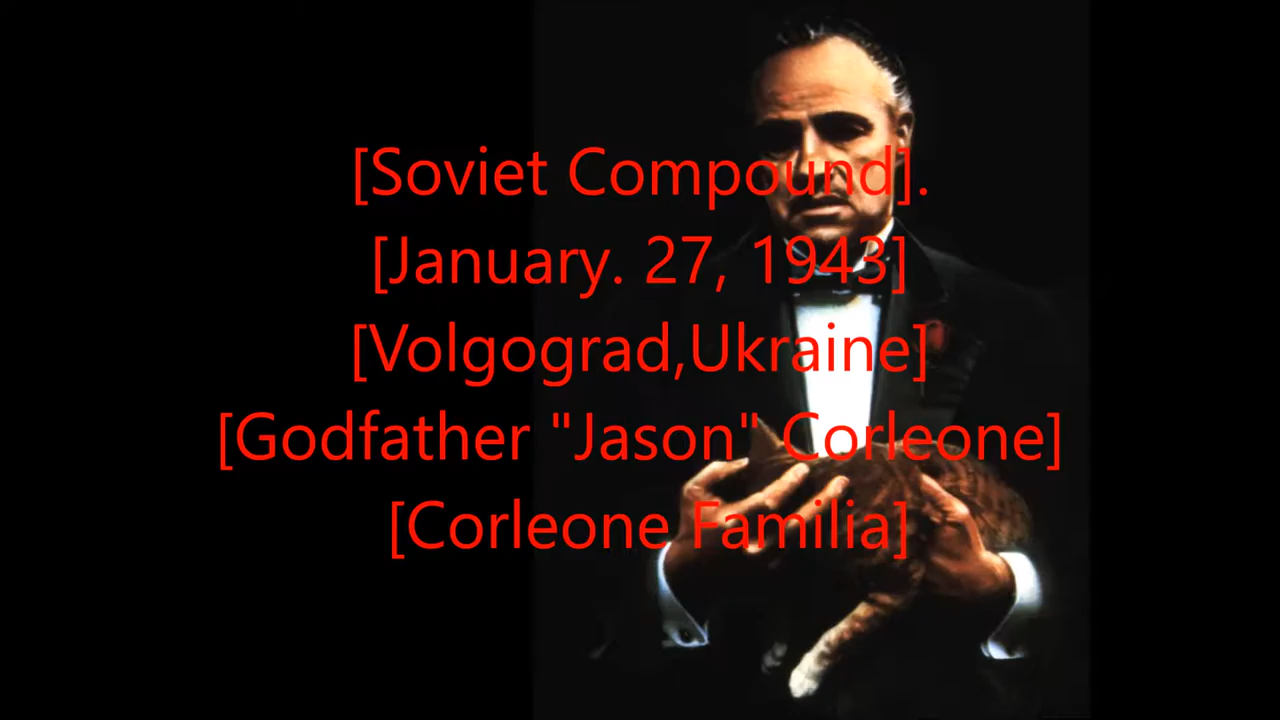 [Soviet Compound].
[January. 27, 1943]
[Volgograd,Ukraine]
[Godfather "Jason" Corleone]
[Corleone Familia]